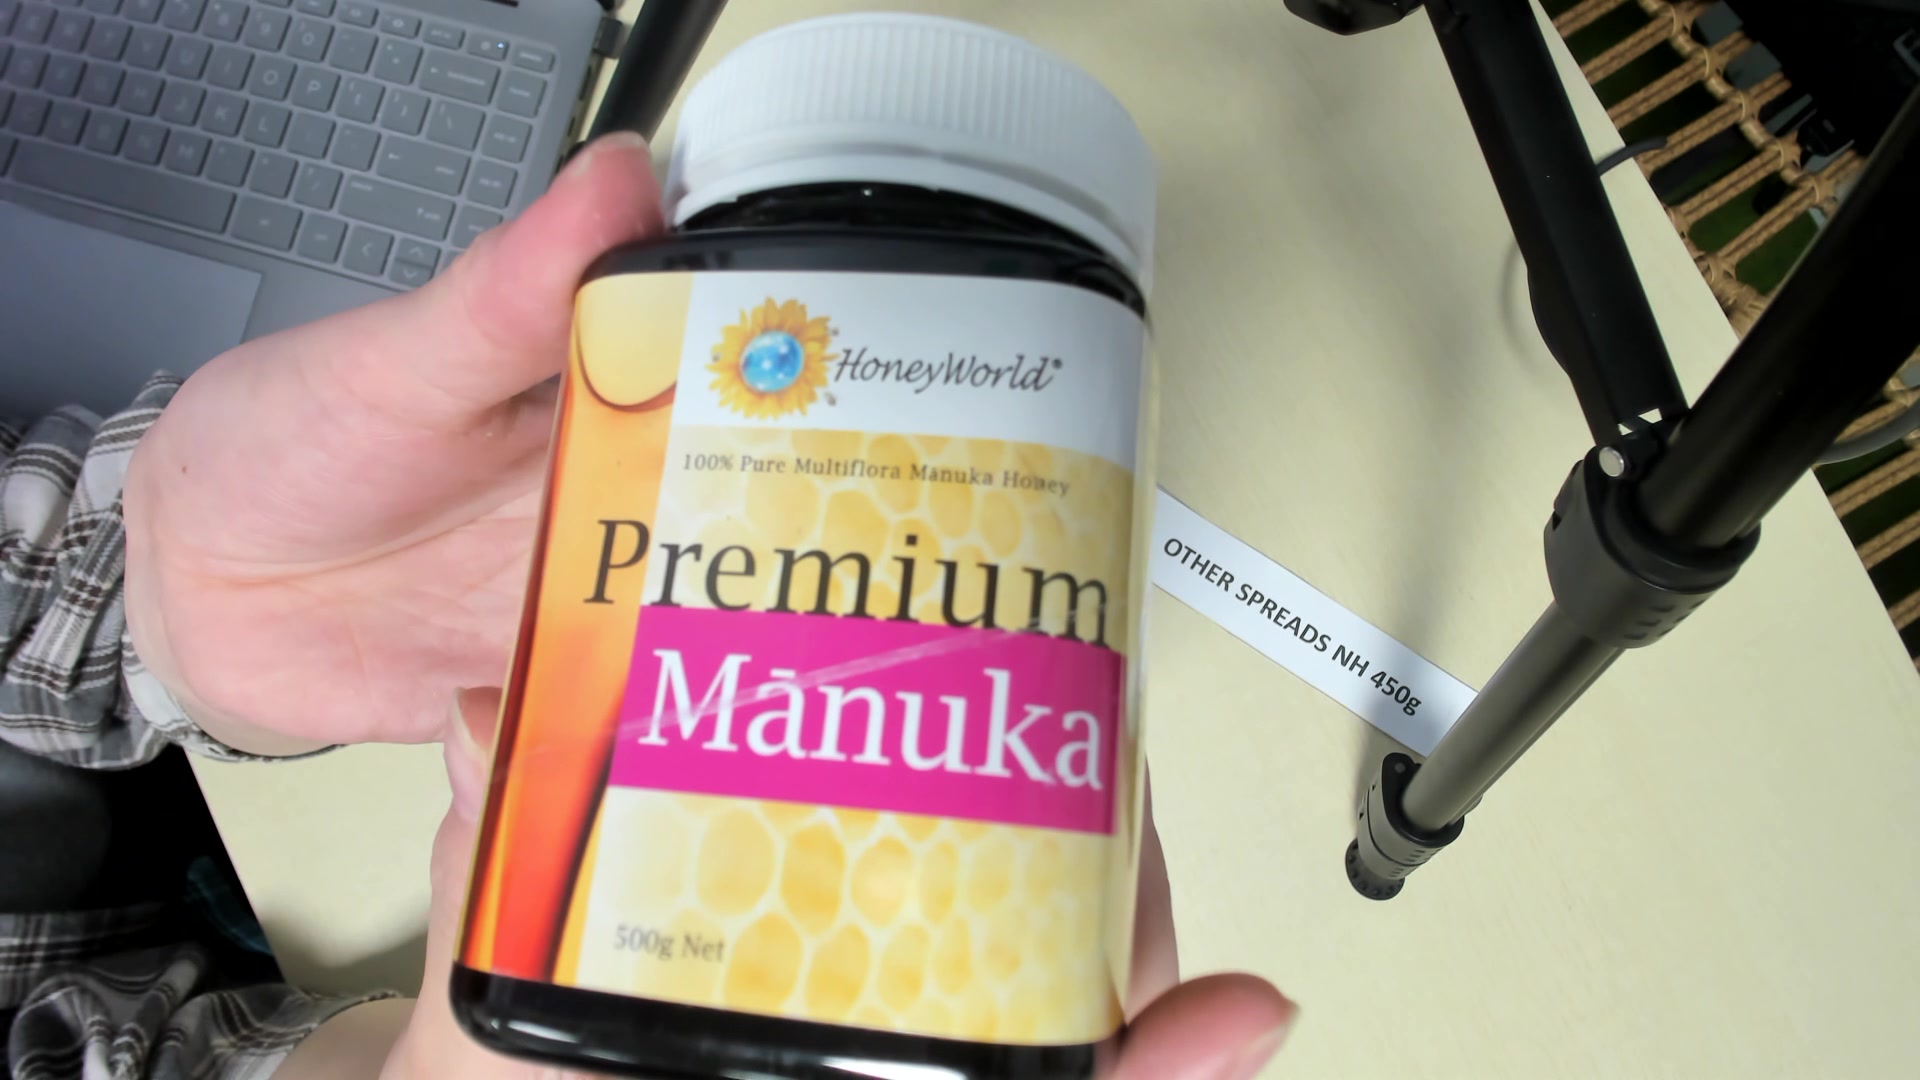 HoneyWorld®
100% Pure Multiflora Manuka Honey
Premium
Mānuka
500g Net
OTHER SPREADS NH 450g